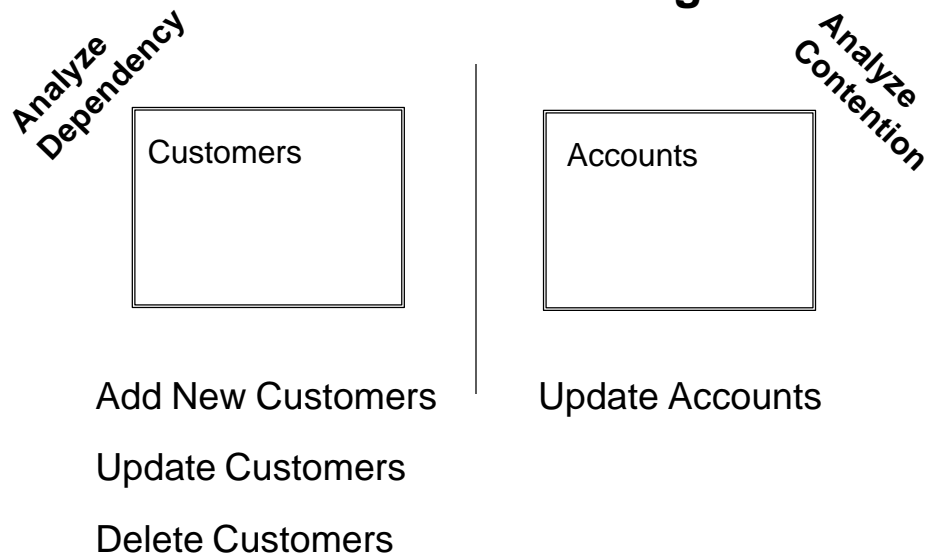 Analyze
Dependency
Analyze
Contention
Customers
Accounts
Add New Customers
Update Accounts
Update Customers
Delete Customers